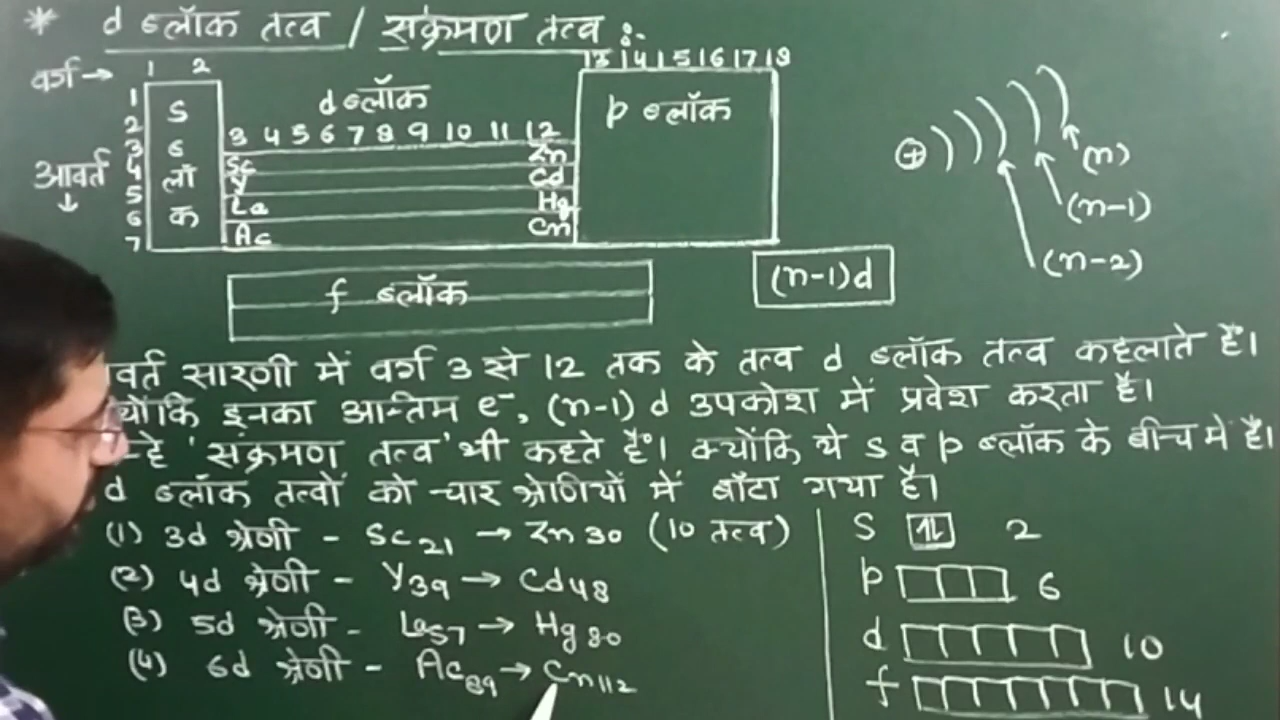 * d ब्लॉक तत्व / संक्रमण तत्व :-
वर्ग → 1 2 13 14 15 16 17 18
d ब्लॉक
p ब्लॉक
3 4 5 6 7 8 9 10 11 12
आवर्त ↓
1
2
3
4
5
6
7
S ब्लॉक
Sc Zn
Y Cd
La Hg
Ac Cn
f ब्लॉक
(n-1)d
+
(n)
(n-1)
(n-2)
वर्त सारणी में वर्ग 3 से 12 तक के तत्व d ब्लॉक तत्व कहलाते हैं।
योंकि इनका अन्तिम e⁻, (n-1) d उपकोश में प्रवेश करता है।
न्हे 'संक्रमण तत्व' भी कहते हैं। क्योंकि ये s व p ब्लॉक के बीच मे हैं।
d ब्लॉक तत्वों को चार श्रेणियों में बाँटा गया है।
(1) 3d श्रेणी - Sc21 → Zn30 (10 तत्व)
(2) 4d श्रेणी - Y39 → Cd48
(3) 5d श्रेणी - La57 → Hg80
(4) 6d श्रेणी - Ac89 → Cn112
S ⇅ 2
p 6
d 10
f 14